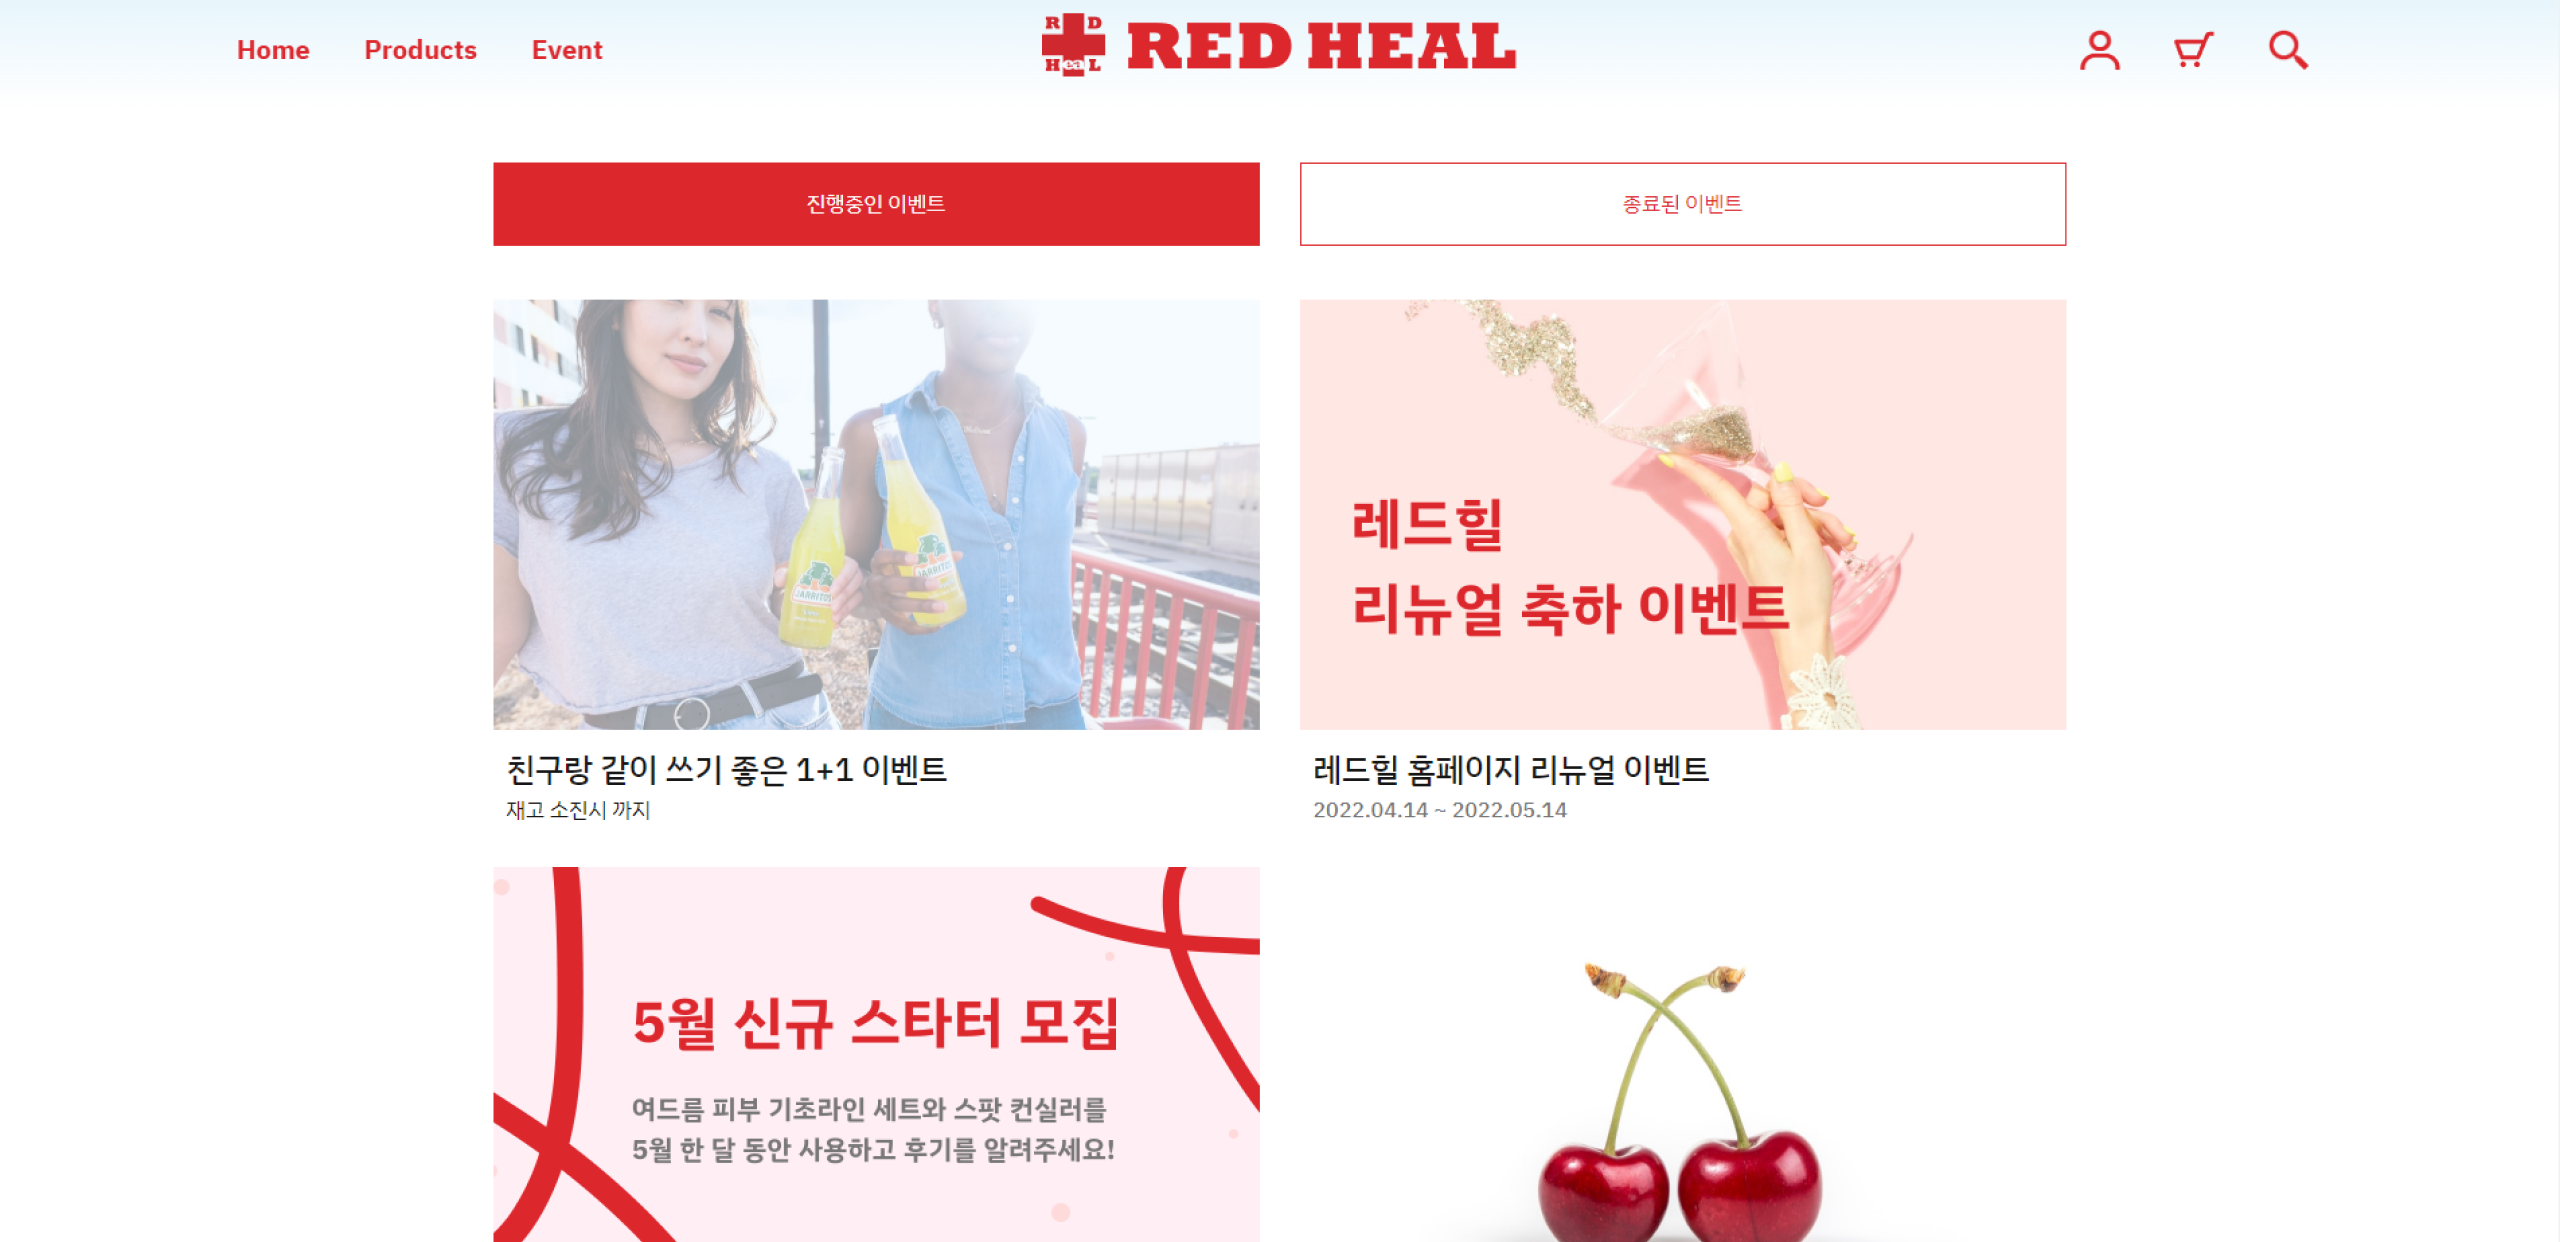 Home Products Event
R D
HeaL
RED HEAL
진행중인 이벤트
종료된 이벤트
JARRITOS
JARRITOS
레드힐
리뉴얼 축하 이벤트
친구랑 같이 쓰기 좋은 1+1 이벤트
재고 소진시 까지
레드힐 홈페이지 리뉴얼 이벤트
2022.04.14 ~ 2022.05.14
5월 신규 스타터 모집
여드름 피부 기초라인 세트와 스팟 컨실러를
5월 한 달 동안 사용하고 후기를 알려주세요!